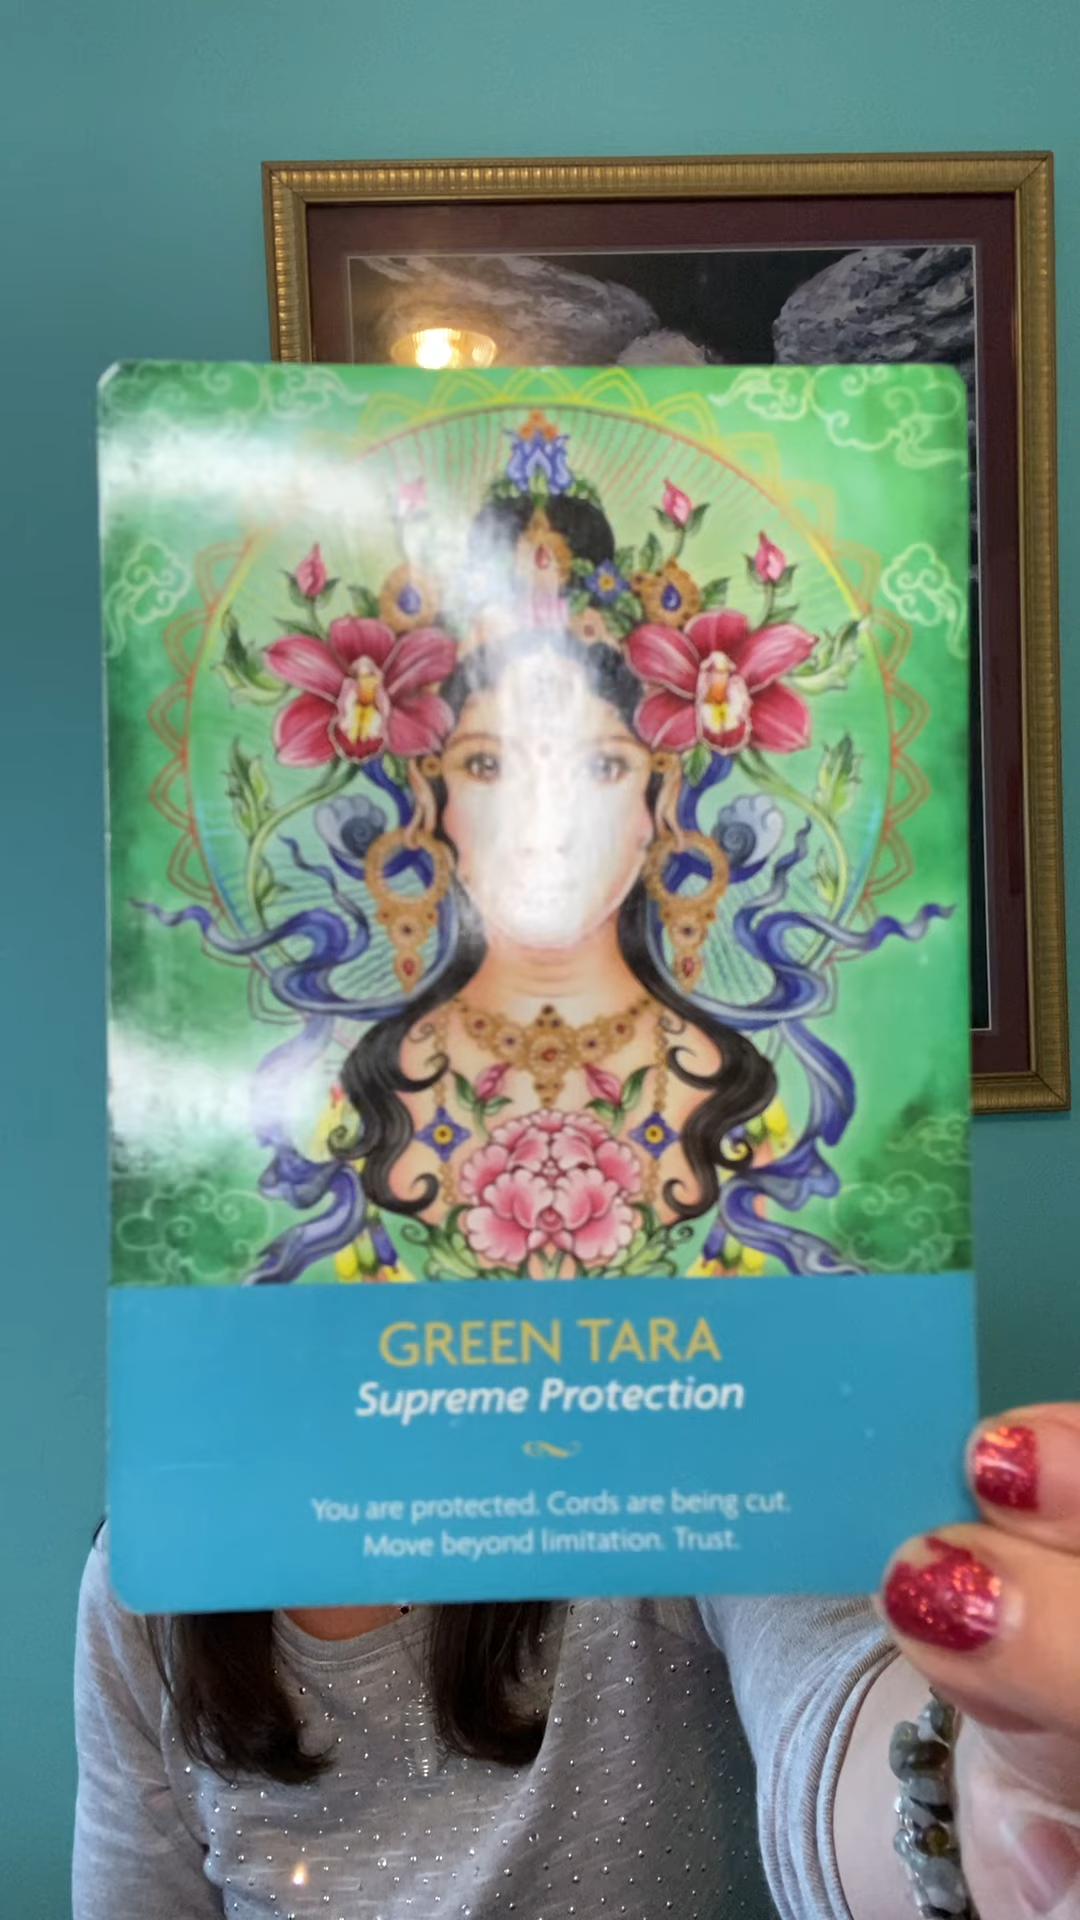 GREEN TARA
Supreme Protection
You are protected. Cords are being cut.
Move beyond limitation. Trust.